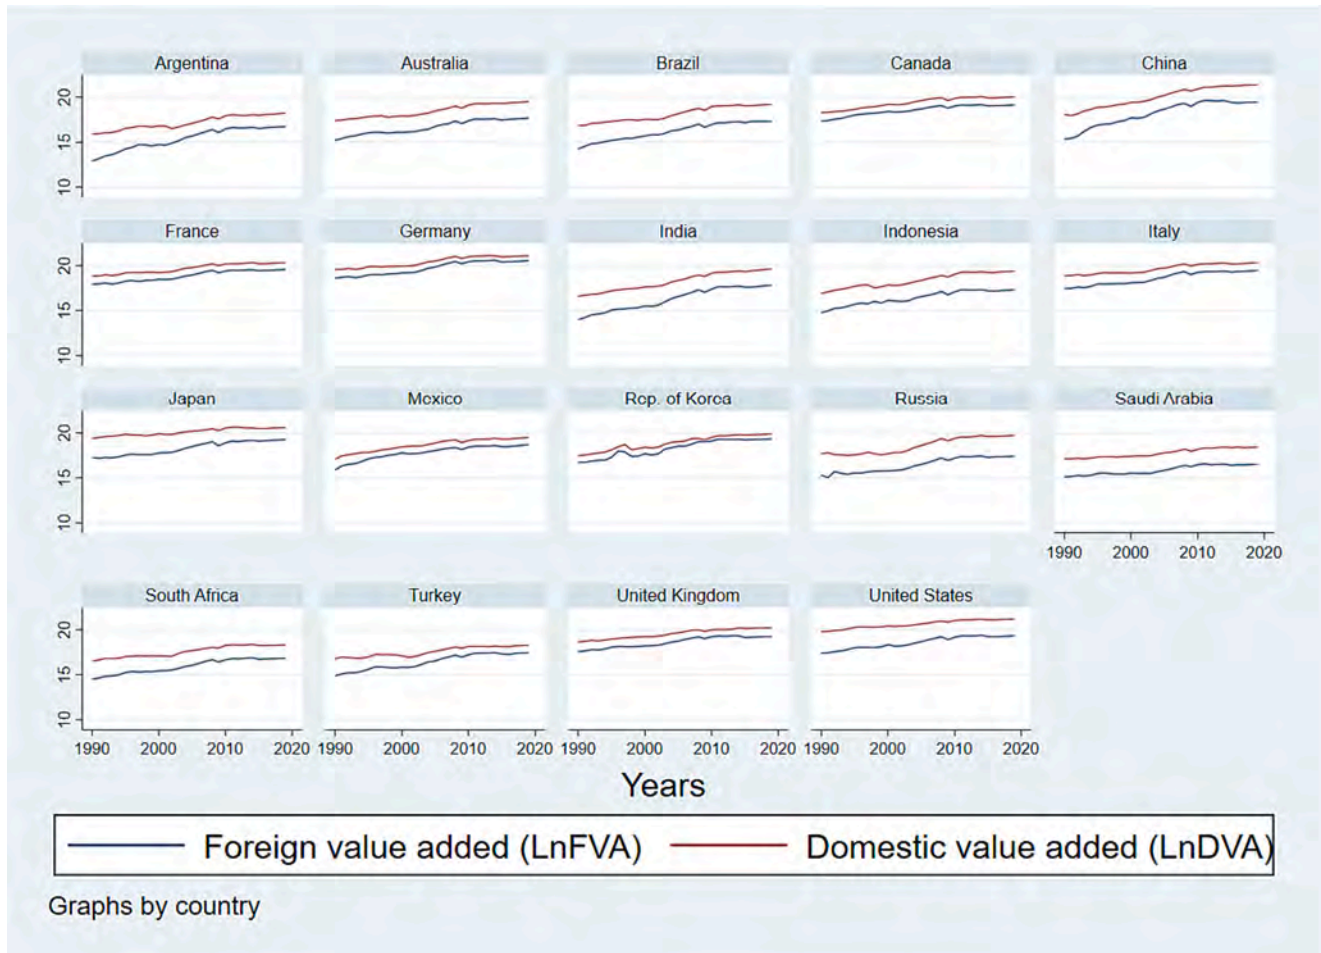 Argentina Australia Brazil Canada China
20
15
10
France Germany India Indonesia Italy
20
15
10
Japan Mexico Rep. of Korea Russia Saudi Arabia
20
15
10
1990 2000 2010 2020
South Africa Turkey United Kingdom United States
20
15
10
1990 2000 2010 2020 1990 2000 2010 2020 1990 2000 2010 2020 1990 2000 2010 2020
Years
Foreign value added (LnFVA) Domestic value added (LnDVA)
Graphs by country